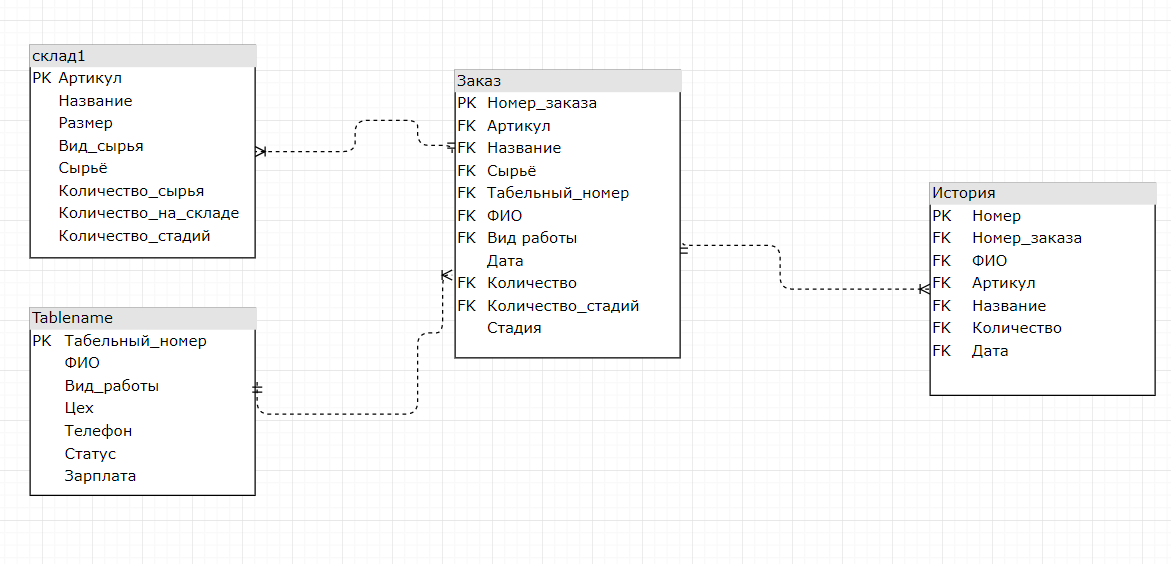 склад1
PK Артикул
Название
Размер
Вид_сырья
Сырьё
Количество_сырья
Количество_на_складе
Количество_стадий
Tablename
PK Табельный_номер
ФИО
Вид_работы
Цех
Телефон
Статус
Зарплата
Заказ
PK Номер_заказа
FK Артикул
FK Название
FK Сырьё
FK Табельный_номер
FK ФИО
FK Вид работы
Дата
FK Количество
FK Количество_стадий
Стадия
История
PK Номер
FK Номер_заказа
FK ФИО
FK Артикул
FK Название
FK Количество
FK Дата